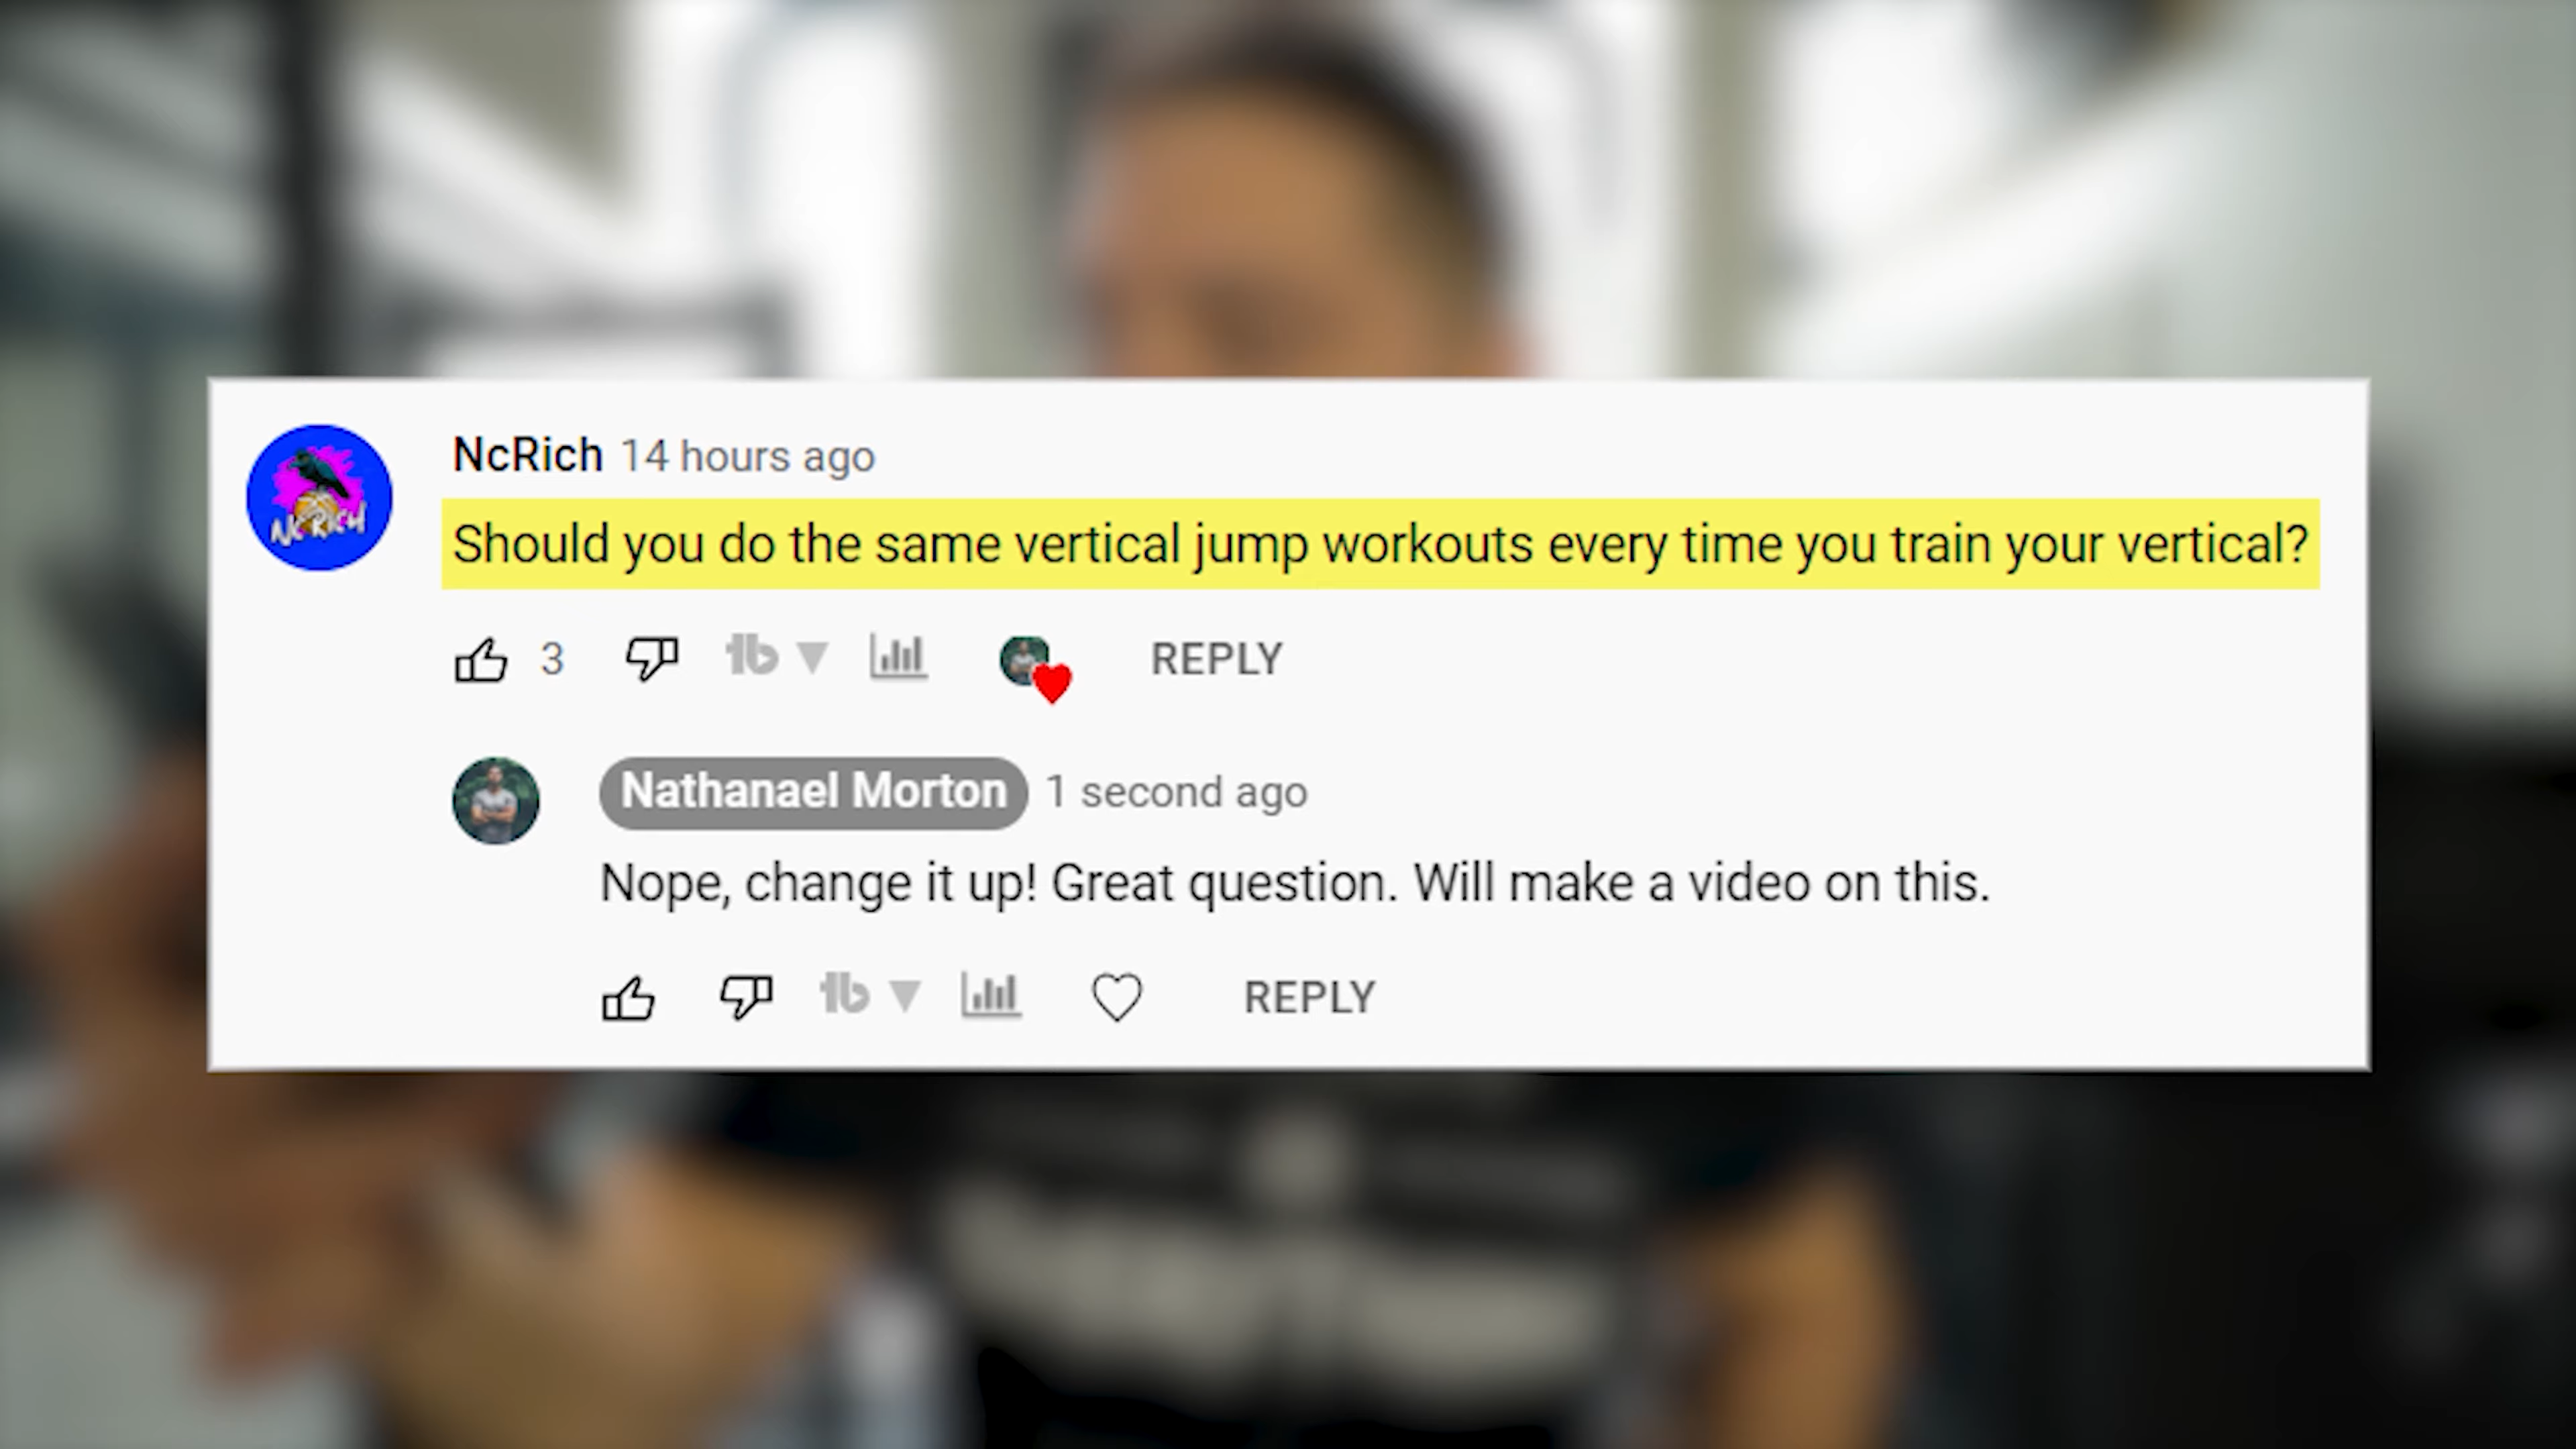 NcRich 14 hours ago
NCRICH
Should you do the same vertical jump workouts every time you train your vertical?
3 REPLY
Nathanael Morton 1 second ago
Nope, change it up! Great question. Will make a video on this.
REPLY